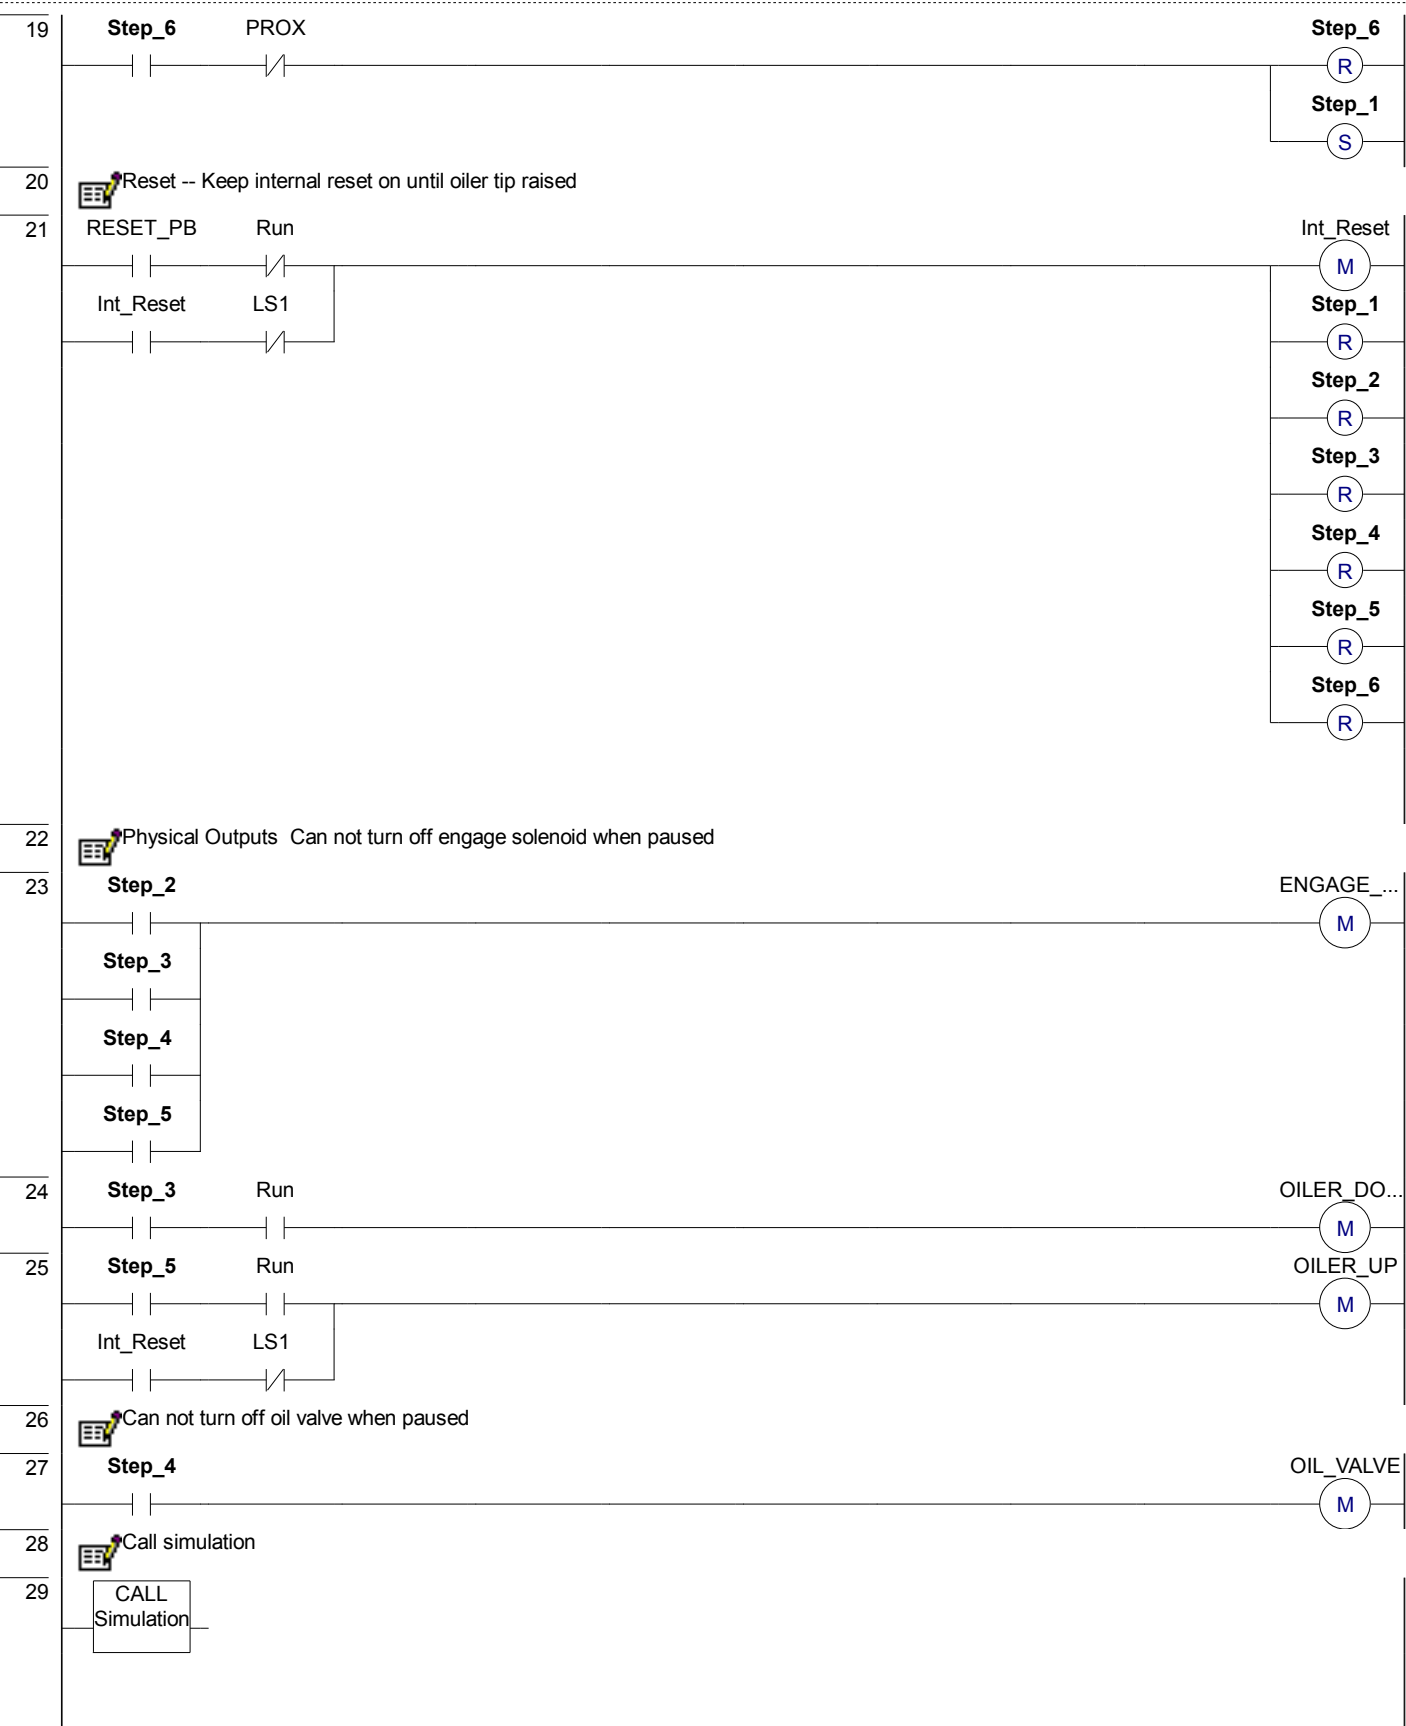 19
Step_6 PROX Step_6
R
Step_1
S
20 Reset -- Keep internal reset on until oiler tip raised
21
RESET_PB Run Int_Reset
M
Int_Reset LS1 Step_1
R
Step_2
R
Step_3
R
Step_4
R
Step_5
R
Step_6
R
22 Physical Outputs Can not turn off engage solenoid when paused
23 Step_2 ENGAGE_...
M
Step_3
Step_4
Step_5
24 Step_3 Run OILER_DO...
M
25 Step_5 Run OILER_UP
M
Int_Reset LS1
26 Can not turn off oil valve when paused
27 Step_4 OIL_VALVE
M
28 Call simulation
29 CALL
Simulation